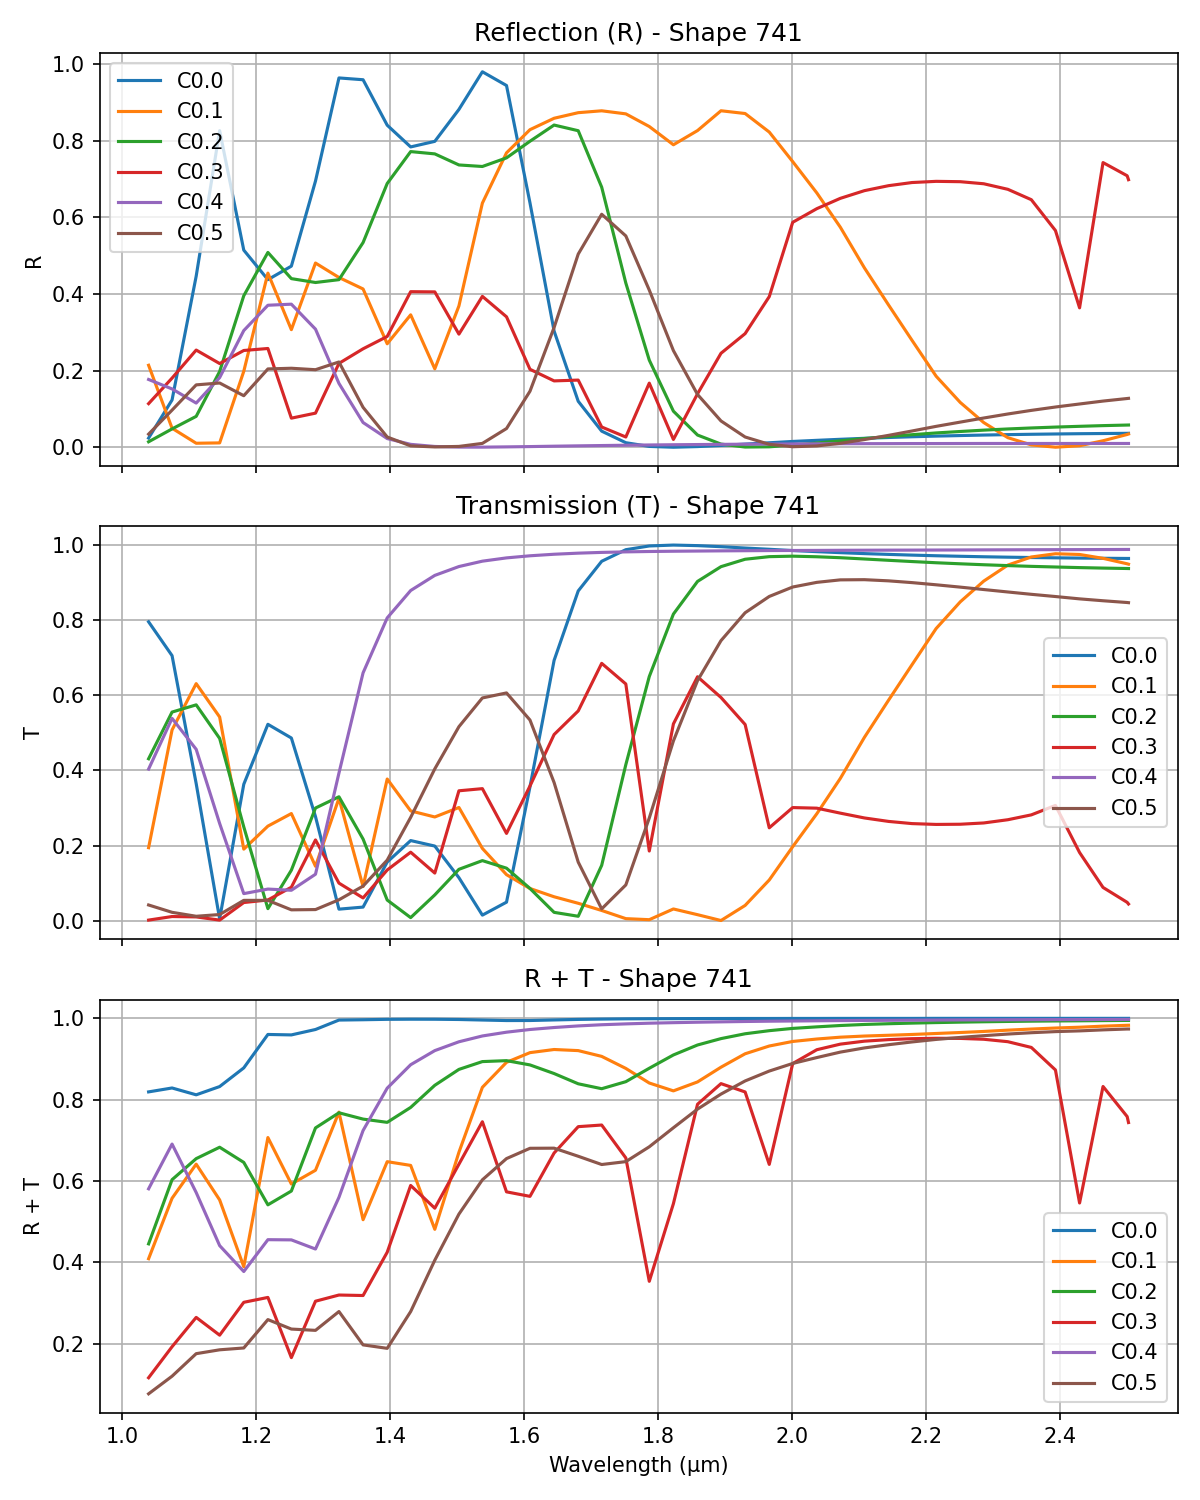 Reflection (R) - Shape 741
1.0
0.8
0.6
0.4
0.2
0.0
R
C0.0
C0.1
C0.2
C0.3
C0.4
C0.5
Transmission (T) - Shape 741
1.0
0.8
0.6
0.4
0.2
0.0
T
C0.0
C0.1
C0.2
C0.3
C0.4
C0.5
R + T - Shape 741
1.0
0.8
0.6
0.4
0.2
R + T
C0.0
C0.1
C0.2
C0.3
C0.4
C0.5
1.0 1.2 1.4 1.6 1.8 2.0 2.2 2.4
Wavelength (μm)